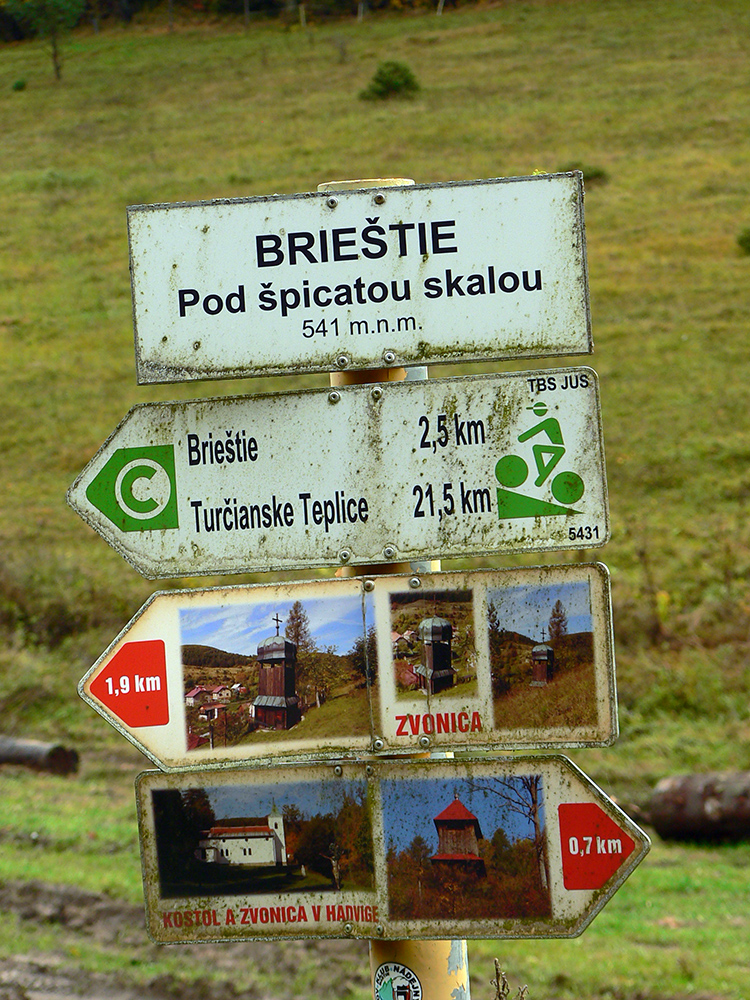 BRIEŠTIE
Pod špicatou skalou
541 m.n.m.
TBS JUS
Brieštie 2,5 km
C
Turčianske Teplice 21,5 km
5431
1,9 km
ZVONICA
0,7 km
KOSTOL A ZVONICA V HADVIGE